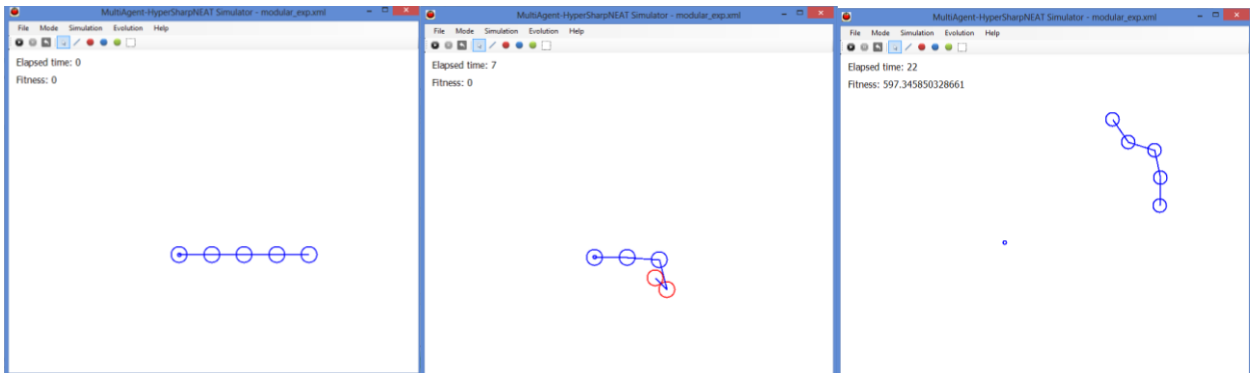 MultiAgent-HyperSharpNEAT Simulator - modular_exp.xml
File Mode Simulation Evolution Help
Elapsed time: 0
Fitness: 0
MultiAgent-HyperSharpNEAT Simulator - modular_exp.xml
File Mode Simulation Evolution Help
Elapsed time: 7
Fitness: 0
MultiAgent-HyperSharpNEAT Simulator - modular_exp.xml
File Mode Simulation Evolution Help
Elapsed time: 22
Fitness: 597.345850328661